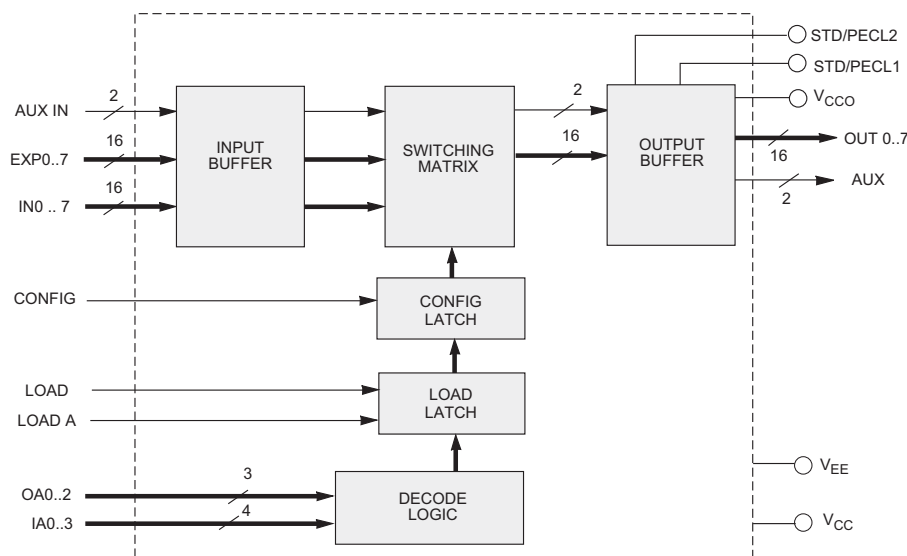 STD/PECL2
STD/PECL1
VCCO
AUX IN
2
INPUT
BUFFER
SWITCHING
MATRIX
2
OUTPUT
BUFFER
EXP0..7
16
16
OUT 0..7
16
IN0 .. 7
16
AUX
2
CONFIG
CONFIG
LATCH
LOAD
LOAD
LATCH
LOAD A
OA0..2
3
DECODE
LOGIC
IA0..3
4
VEE
VCC